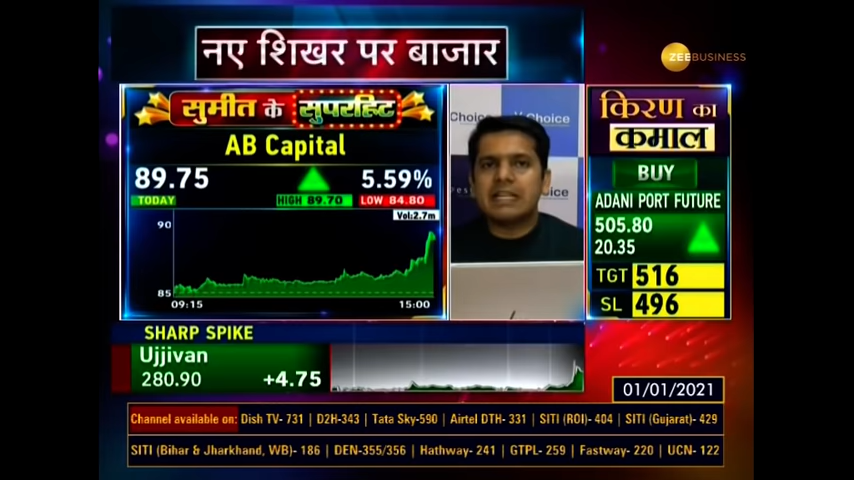 नए शिखर पर बाजार
ZEEBUSINESS
सुमीत के सुपरहिट
AB Capital
89.75 5.59%
TODAY HIGH 89.70 LOW 84.80
Vol:2.7m
90
85
09:15 15:00
Choice Choice
ice
किरण का
कमाल
BUY
ADANI PORT FUTURE
505.80
20.35
TGT 516
SL 496
SHARP SPIKE
Ujjivan
280.90 +4.75
01/01/2021
Channel available on: Dish TV- 731 | D2H-343 | Tata Sky-590 | Airtel DTH- 331 | SITI (ROI)- 404 | SITI (Gujarat)- 429
SITI (Bihar & Jharkhand, WB)- 186 | DEN-355/356 | Hathway- 241 | GTPL- 259 | Fastway- 220 | UCN- 122